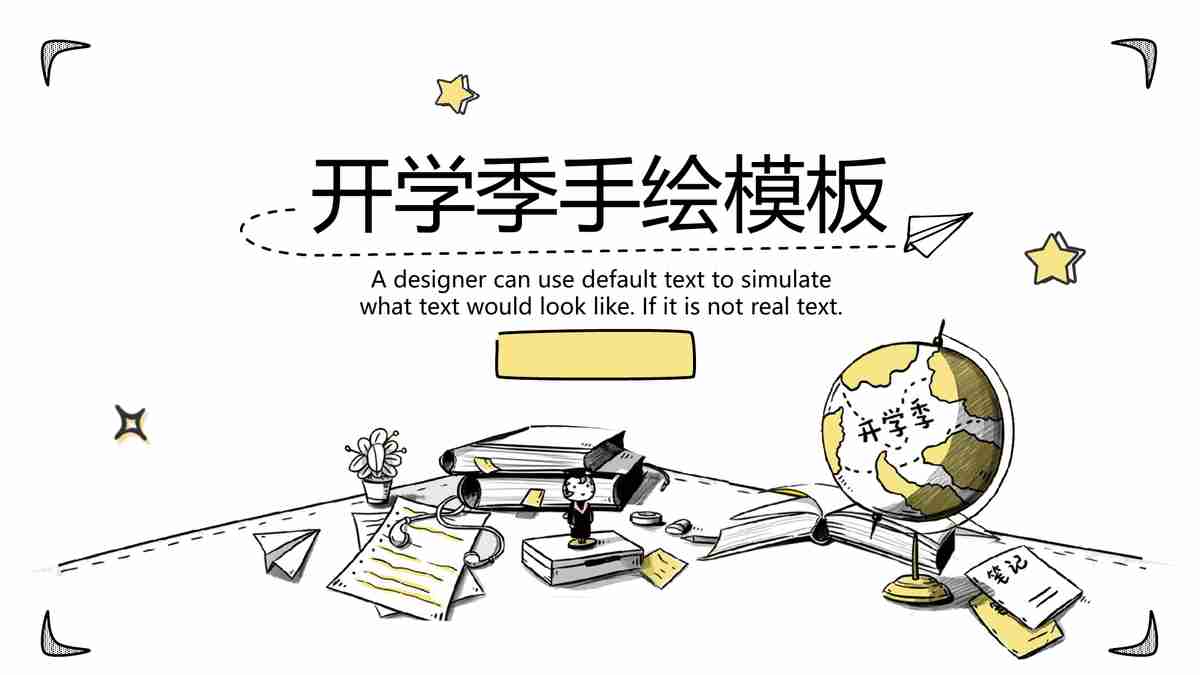 开学季手绘模板
A designer can use default text to simulate
what text would look like. If it is not real text.
开学季
笔记